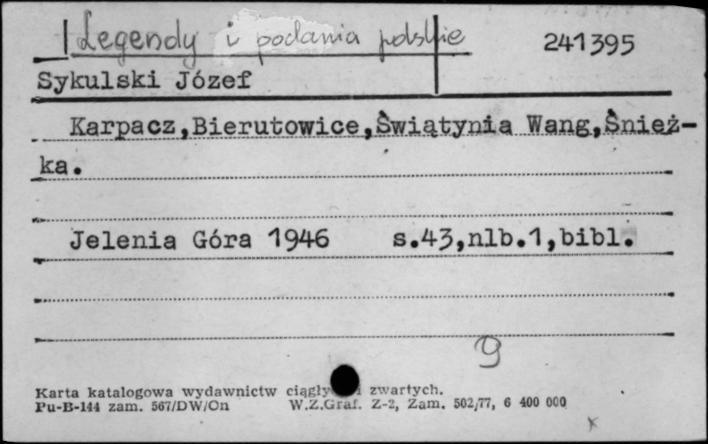 Legendy i podania polskie 241395
Sykulski Józef
Karpacz,Bierutowice,Świątynia Wang,Śnież-
ka.
Jelenia Góra 1946 s.43,nlb.1,bibl.
9
Karta katalogowa wydawnictw i zwartych.
Pu-B-144 zam. 567/DW/On W.Z.Graf. Z-2, Zam. 502/77, 6 400 000